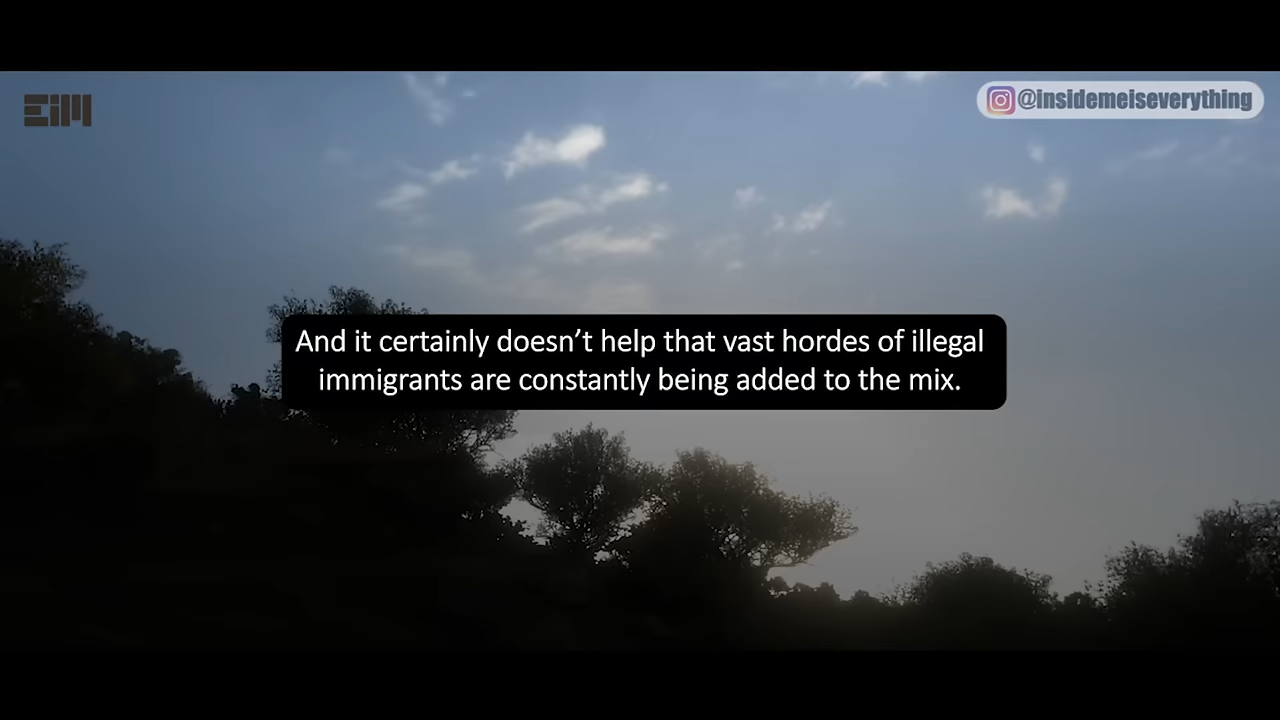 EiM
@insidemeiseverything
And it certainly doesn’t help that vast hordes of illegal
immigrants are constantly being added to the mix.